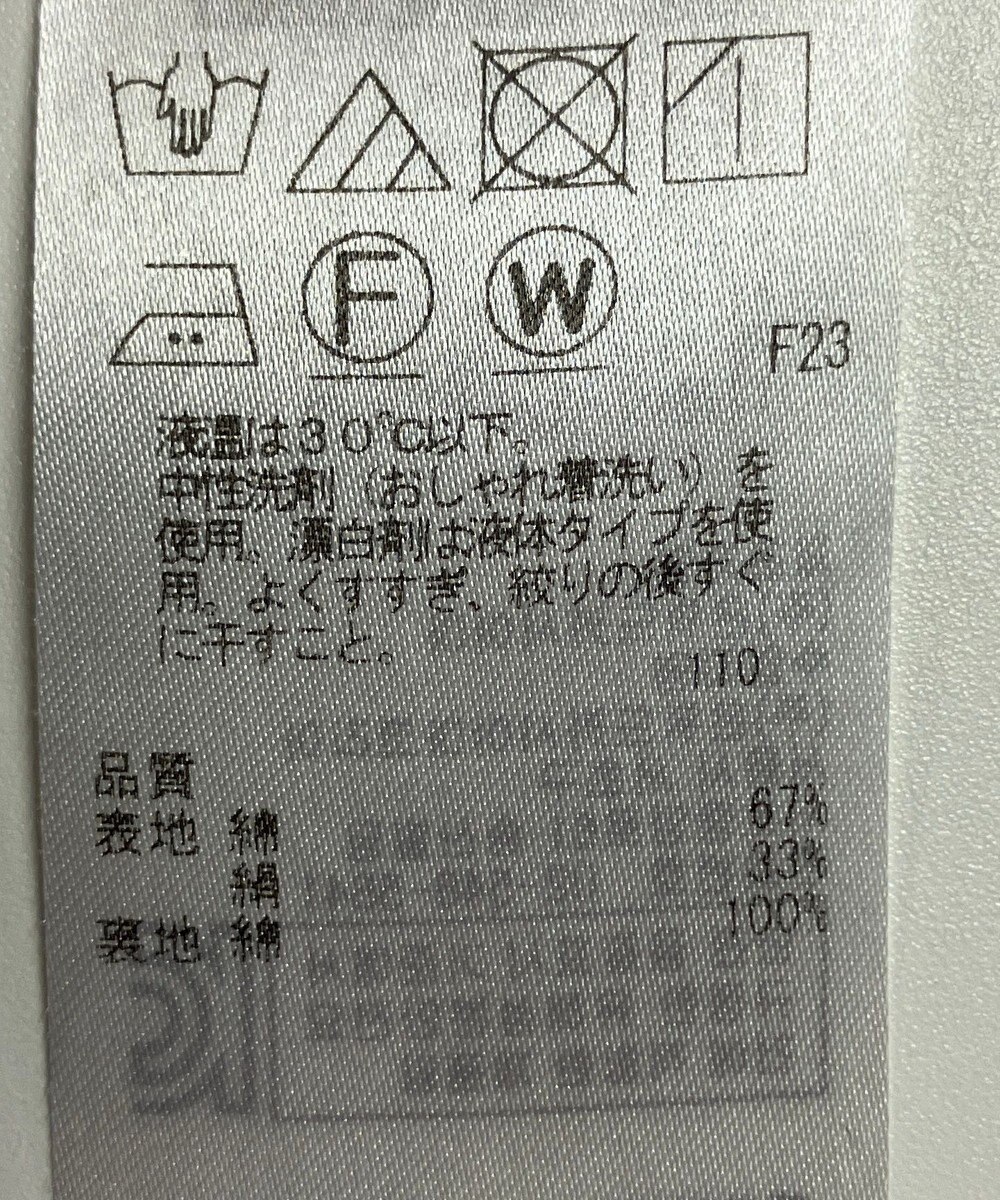 F
W
F23
液温は30℃以下。
中性洗剤（おしゃれ着洗い）を
使用。漂白剤は液体タイプを使
用。よくすすぎ、絞りの後すぐ
に干すこと。
110
品質
表地 綿 67%
絹 33%
裏地 綿 100%